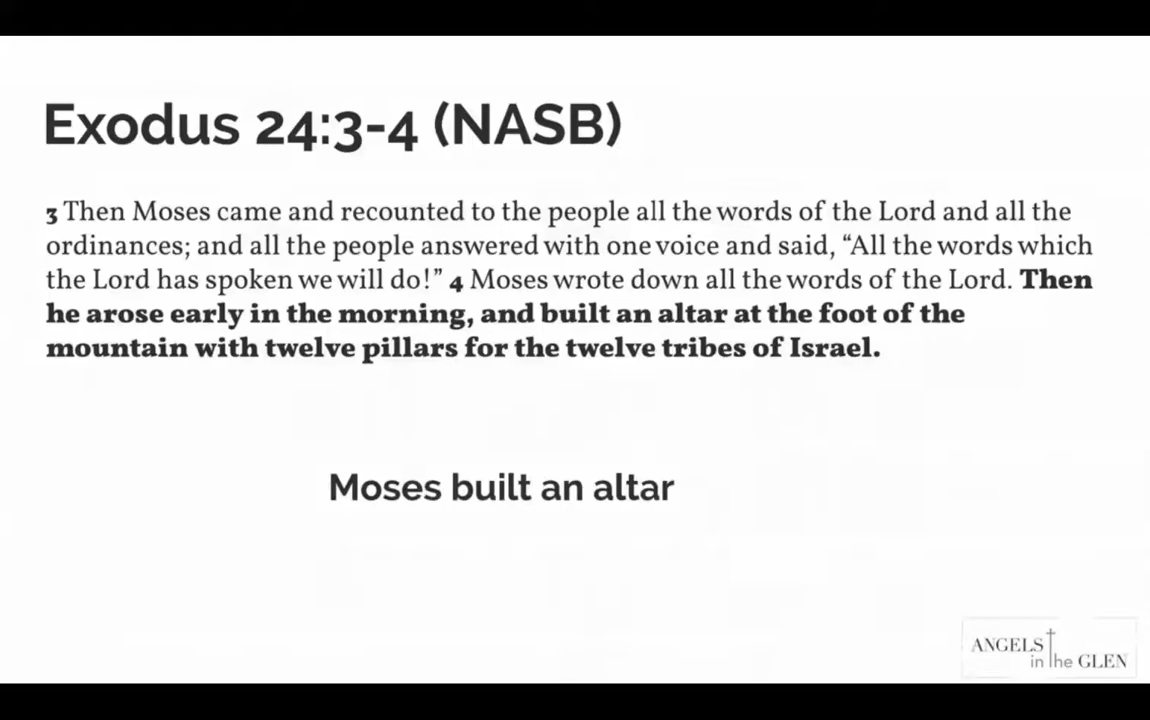 Exodus 24:3-4 (NASB)
3 Then Moses came and recounted to the people all the words of the Lord and all the
ordinances; and all the people answered with one voice and said, “All the words which
the Lord has spoken we will do!” 4 Moses wrote down all the words of the Lord. Then
he arose early in the morning, and built an altar at the foot of the
mountain with twelve pillars for the twelve tribes of Israel.
Moses built an altar
ANGELS
in the GLEN